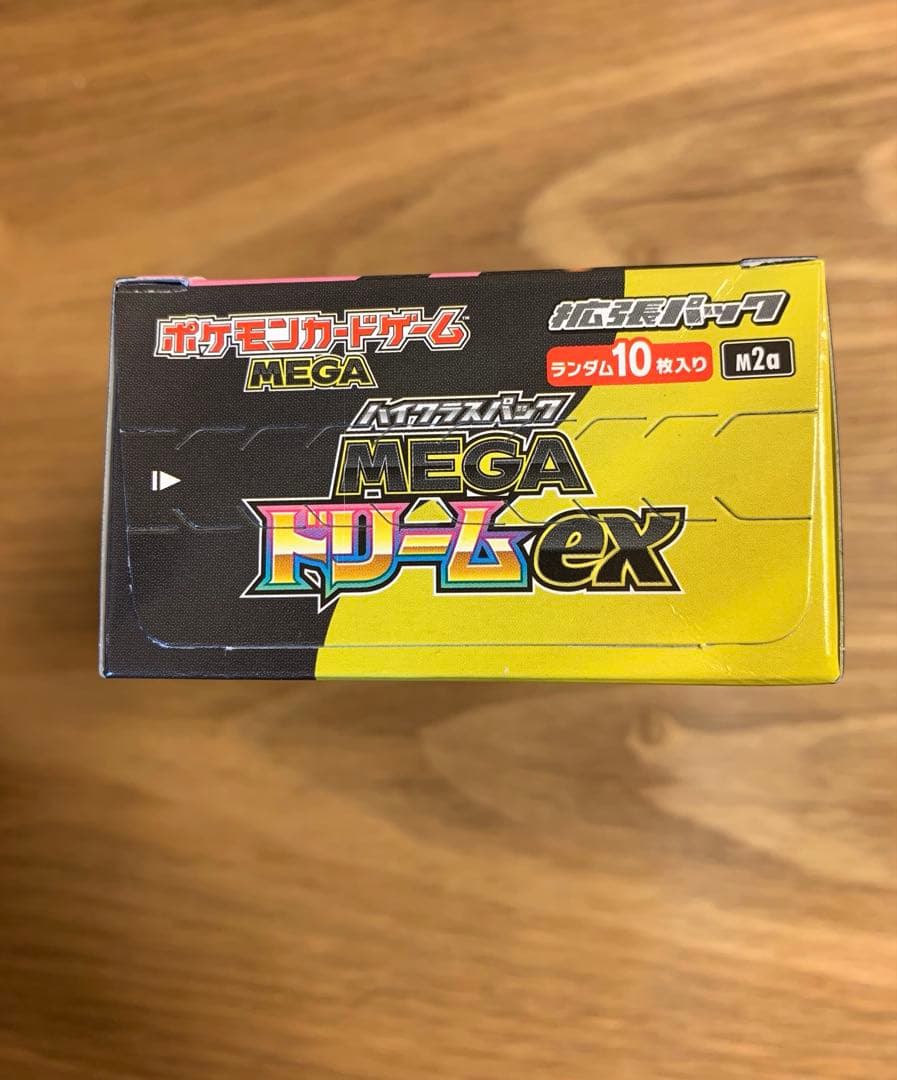 ポケモンカードゲーム™
MEGA
拡張パック
ランダム10枚入り
M2a
ハイクラスパック
MEGA
ドリームex